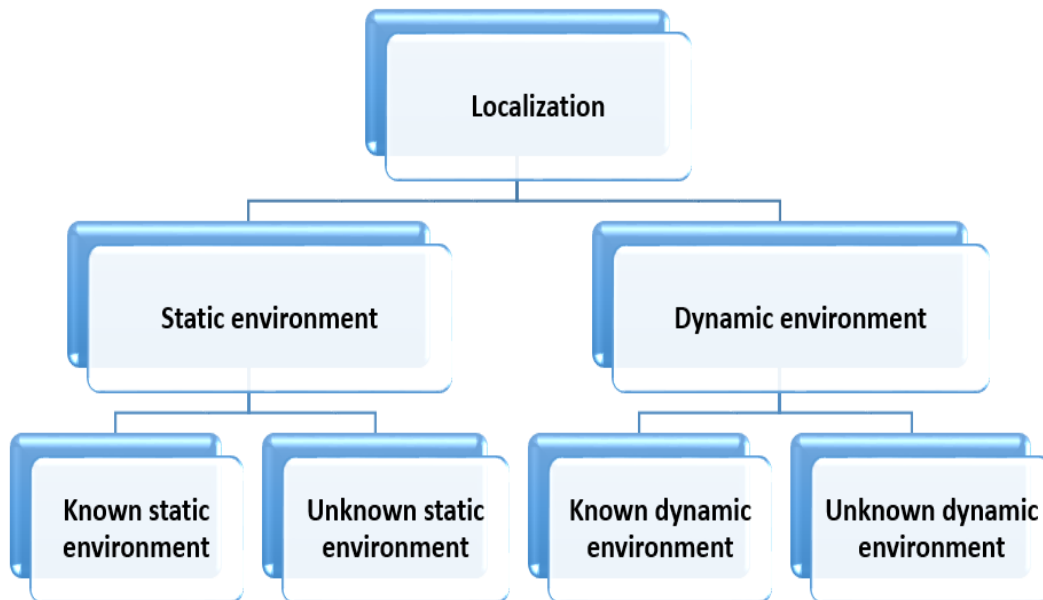 Localization
Static environment
Dynamic environment
Known static
environment
Unknown static
environment
Known dynamic
environment
Unknown dynamic
environment